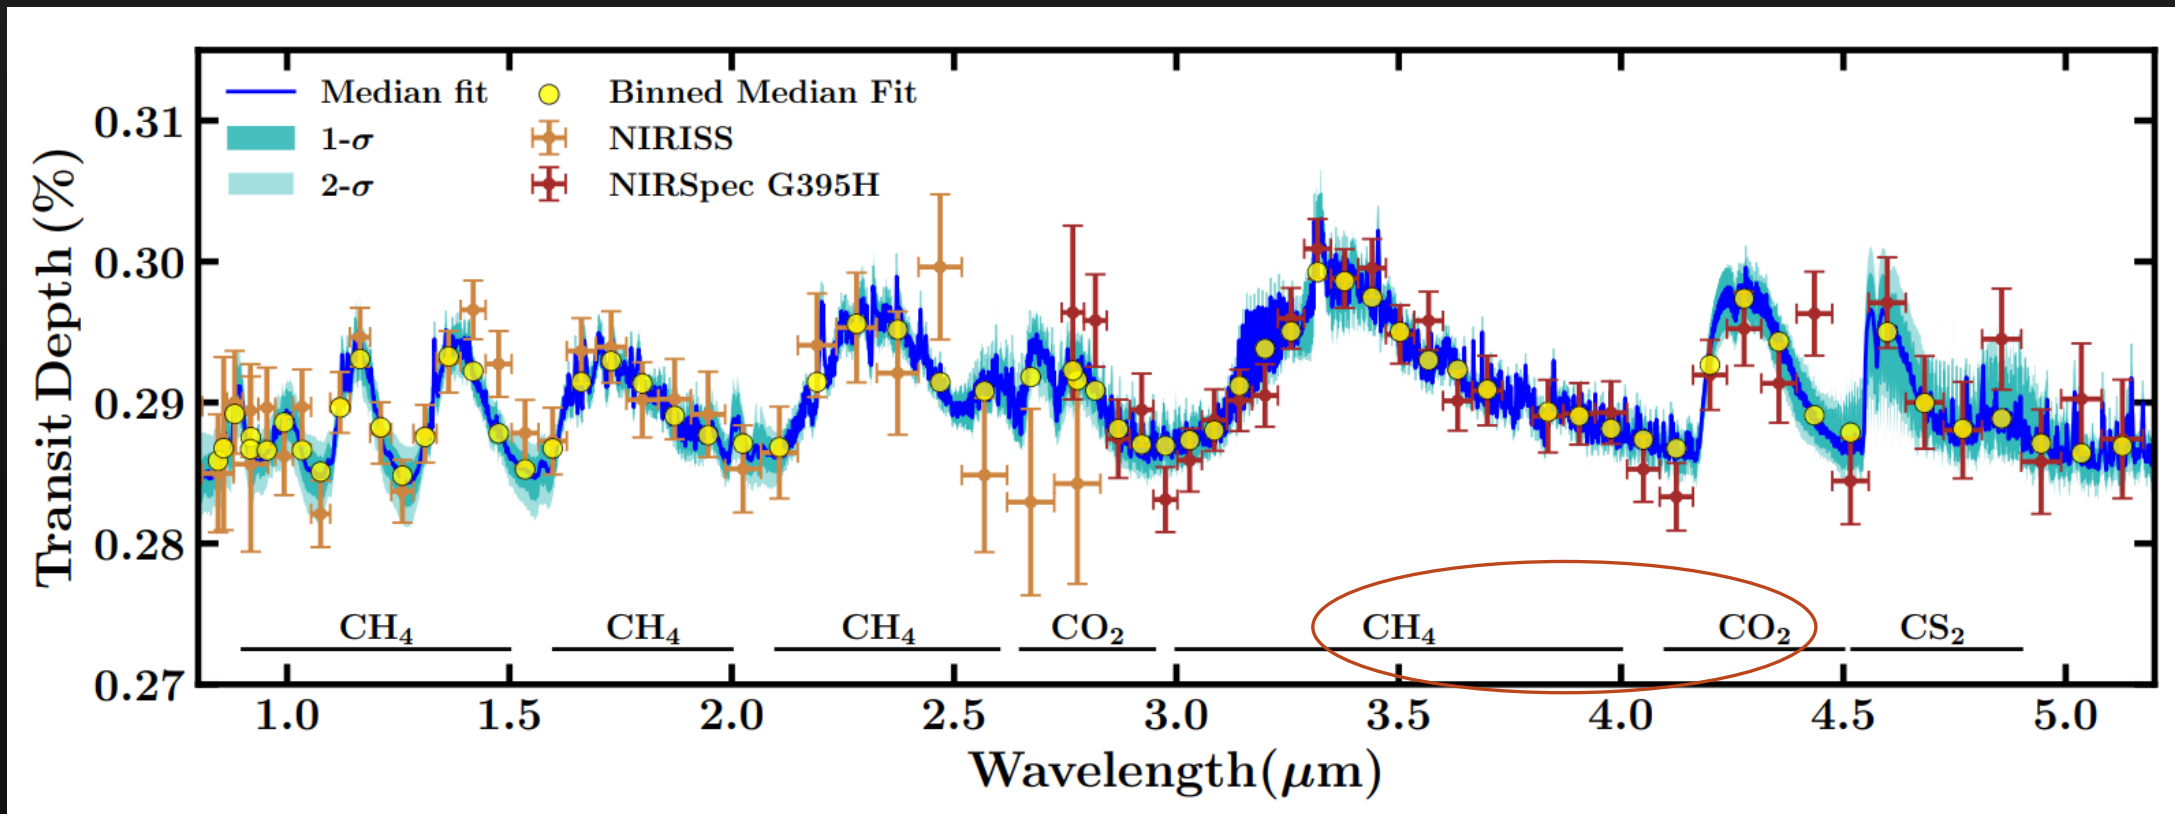 Median fit
1-σ
2-σ
Binned Median Fit
NIRISS
NIRSpec G395H
Transit Depth (%)
0.31
0.30
0.29
0.28
0.27
CH₄ CH₄ CH₄ CO₂ CH₄ CO₂ CS₂
1.0 1.5 2.0 2.5 3.0 3.5 4.0 4.5 5.0
Wavelength(μm)